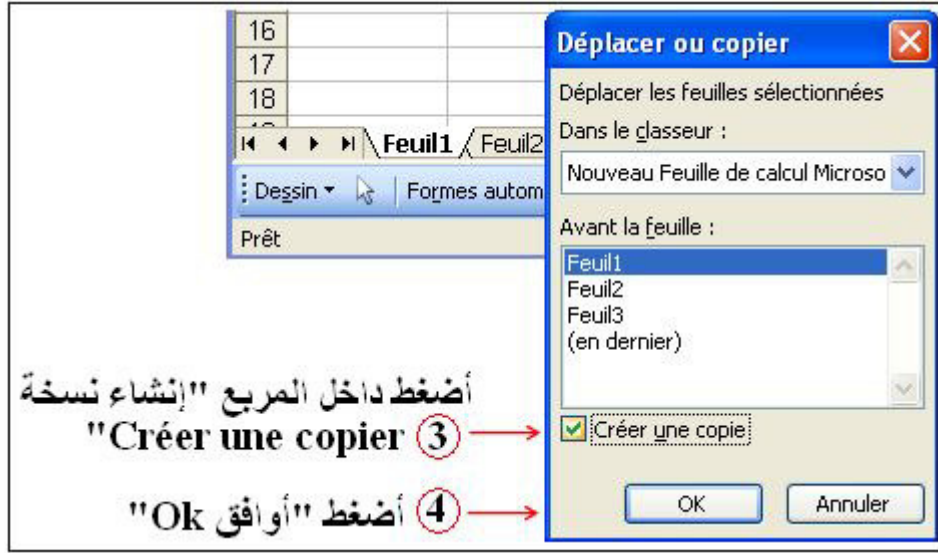 16
17
18
Feuil1 Feuil2
Dessin Formes autom
Prêt
Déplacer ou copier
Déplacer les feuilles sélectionnées
Dans le classeur :
Nouveau Feuille de calcul Microso
Avant la feuille :
Feuil1
Feuil2
Feuil3
(en dernier)
Créer une copie
OK Annuler
أضغط داخل المربع "إنشاء نسخة
"Créer une copier 3
4 أضغط "أوافق Ok"